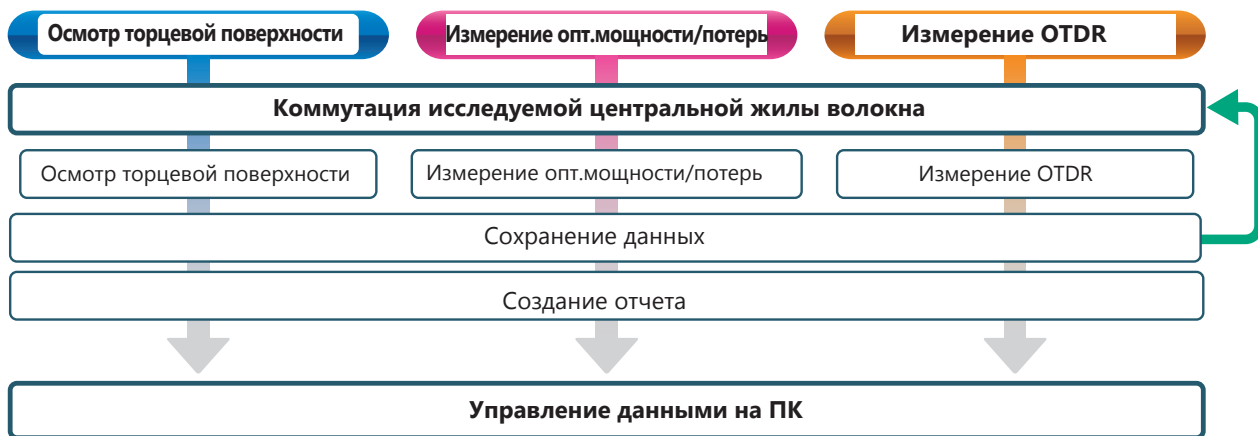 Осмотр торцевой поверхности
Измерение опт.мощности/потерь
Измерение OTDR
Коммутация исследуемой центральной жилы волокна
Осмотр торцевой поверхности
Измерение опт.мощности/потерь
Измерение OTDR
Сохранение данных
Создание отчета
Управление данными на ПК